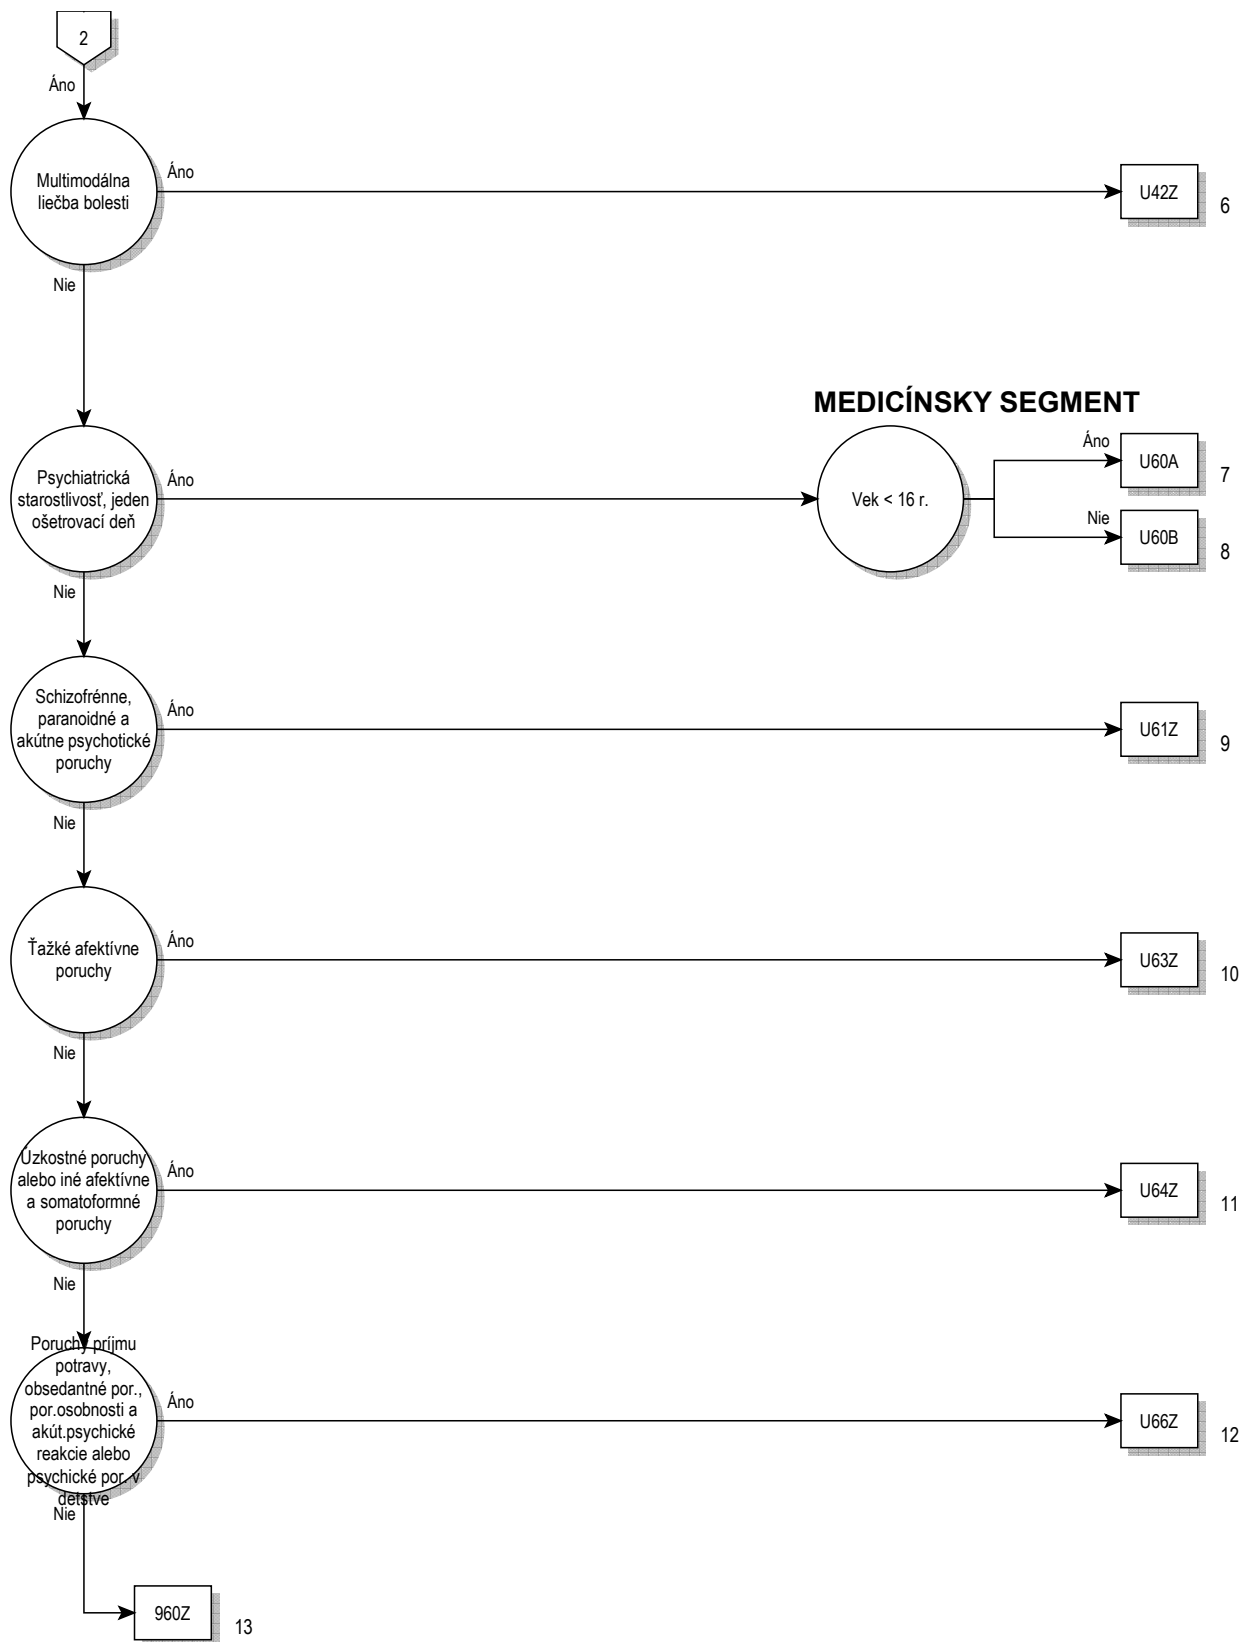 2
Áno
Multimodálna
liečba bolesti
Áno
U42Z
6
Nie
MEDICÍNSKY SEGMENT
Psychiatrická
starostlivosť, jeden
ošetrovací deň
Áno
Vek < 16 r.
Áno
U60A
7
Nie
U60B
8
Nie
Schizofrénne,
paranoidné a
akútne psychotické
poruchy
Áno
U61Z
9
Nie
Ťažké afektívne
poruchy
Áno
U63Z
10
Nie
Úzkostné poruchy
alebo iné afektívne
a somatoformné
poruchy
Áno
U64Z
11
Nie
Poruchy príjmu
potravy,
obsedantné por.,
por.osobnosti a
akút.psychické
reakcie alebo
psychické por. v
detstve
Áno
U66Z
12
Nie
960Z
13